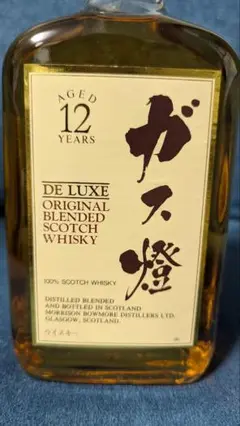 AGED
12
YEARS
ガス燈
DE LUXE
ORIGINAL
BLENDED
SCOTCH
WHISKY
100% SCOTCH WHISKY
DISTILLED BLENDED
AND BOTTLED IN SCOTLAND
MORRISON BOWMORE DISTILLERS LTD.
GLASGOW, SCOTLAND.
ウイスキー